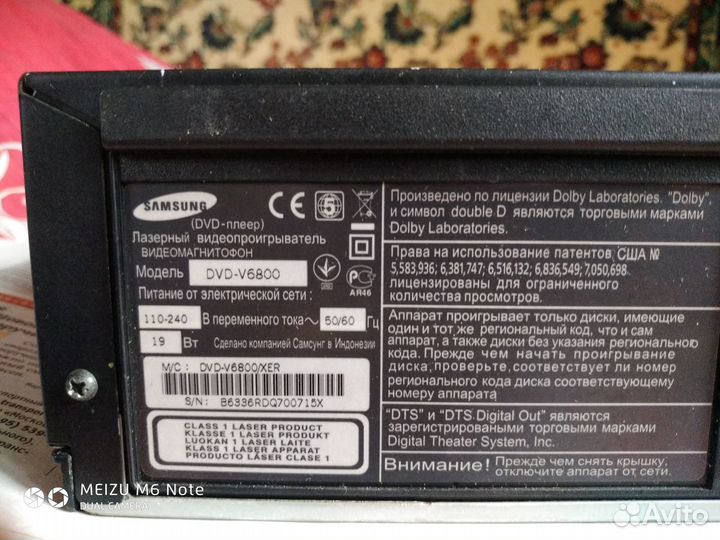 SAMSUNG
(DVD-плеер)
Лазерный видеопроигрыватель
ВИДЕОМАГНИТОФОН
Модель DVD-V6800
АЯ46
Питание от электрической сети :
110-240 В переменного тока ~ 50/60 Гц
19 Вт Сделано компанией Самсунг в Индонезии
M/C : DVD-V6800/XER
S/N : B6336RDQ700715X
CLASS 1 LASER PRODUCT
KLASSE 1 LASER PRODUKT
LUOKAN 1 LASER LAITE
KLASS 1 LASER APPARAT
PRODUCTO LASER CLASE 1
CE
5
Произведено по лицензии Dolby Laboratories. "Dolby".
и символ double D являются торговыми марками
Dolby Laboratories.
Права на использование патентов, США №
5,583,936; 6,381,747; 6,516,132; 6,836,549; 7,050,698
лицензированы для ограниченного
количества просмотров.
Аппарат проигрывает только диски, имеющие
один и тот же региональный код, что и сам
аппарат, а также диски без указания регионального
кода. Прежде чем начать проигрывание
диска, проверьте, соответствует ли номер
регионального кода диска соответствующему
номеру аппарата.
"DTS" и "DTS Digital Out" являются
зарегистрированными торговыми марками
Digital Theater System, Inc.
Внимание! Прежде чем снять крышку,
отключите аппарат от сети.
MEIZU M6 Note
DUAL CAMERA
Avito